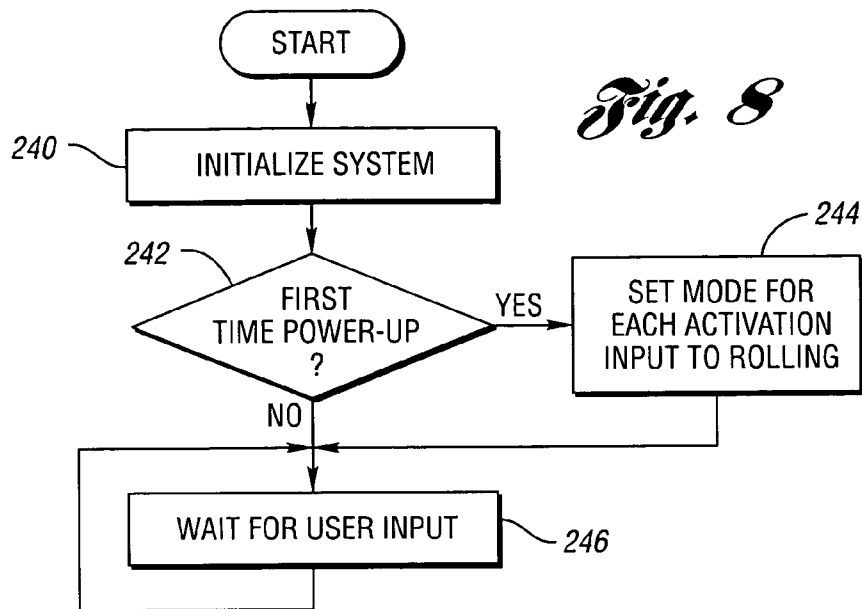 START
Fig. 8
240
INITIALIZE SYSTEM
242
244
FIRST
TIME POWER-UP
?
YES
SET MODE FOR
EACH ACTIVATION
INPUT TO ROLLING
NO
WAIT FOR USER INPUT
246